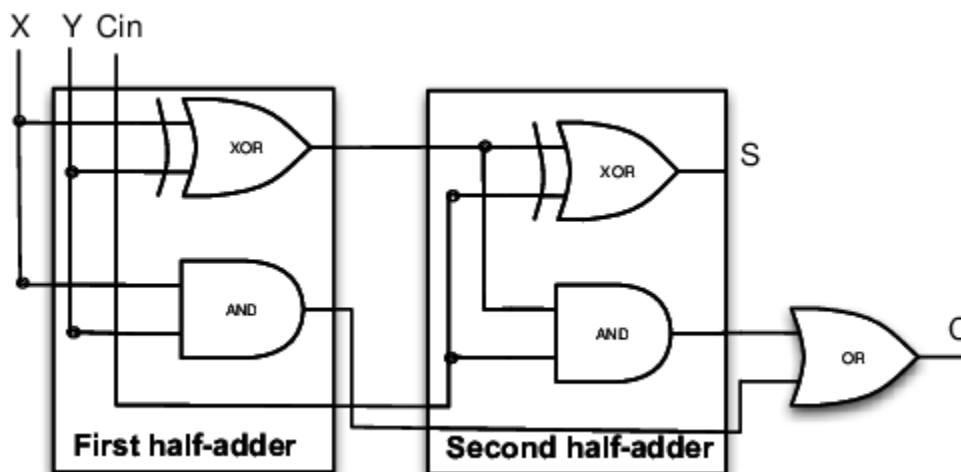 X Y Cin
XOR
XOR
S
AND
AND
OR
C
First half-adder
Second half-adder